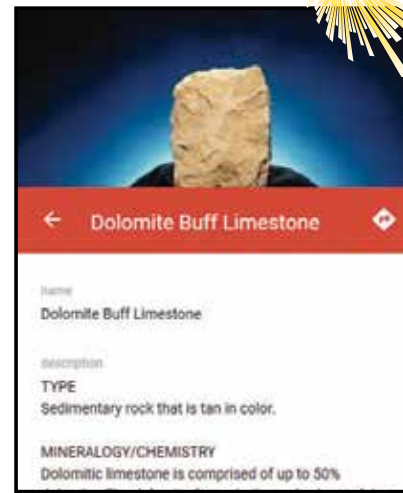 Dolomite Buff Limestone
name
Dolomite Buff Limestone
description
TYPE
Sedimentary rock that is tan in color.
MINERALOGY/CHEMISTRY
Dolomitic limestone is comprised of up to 50%